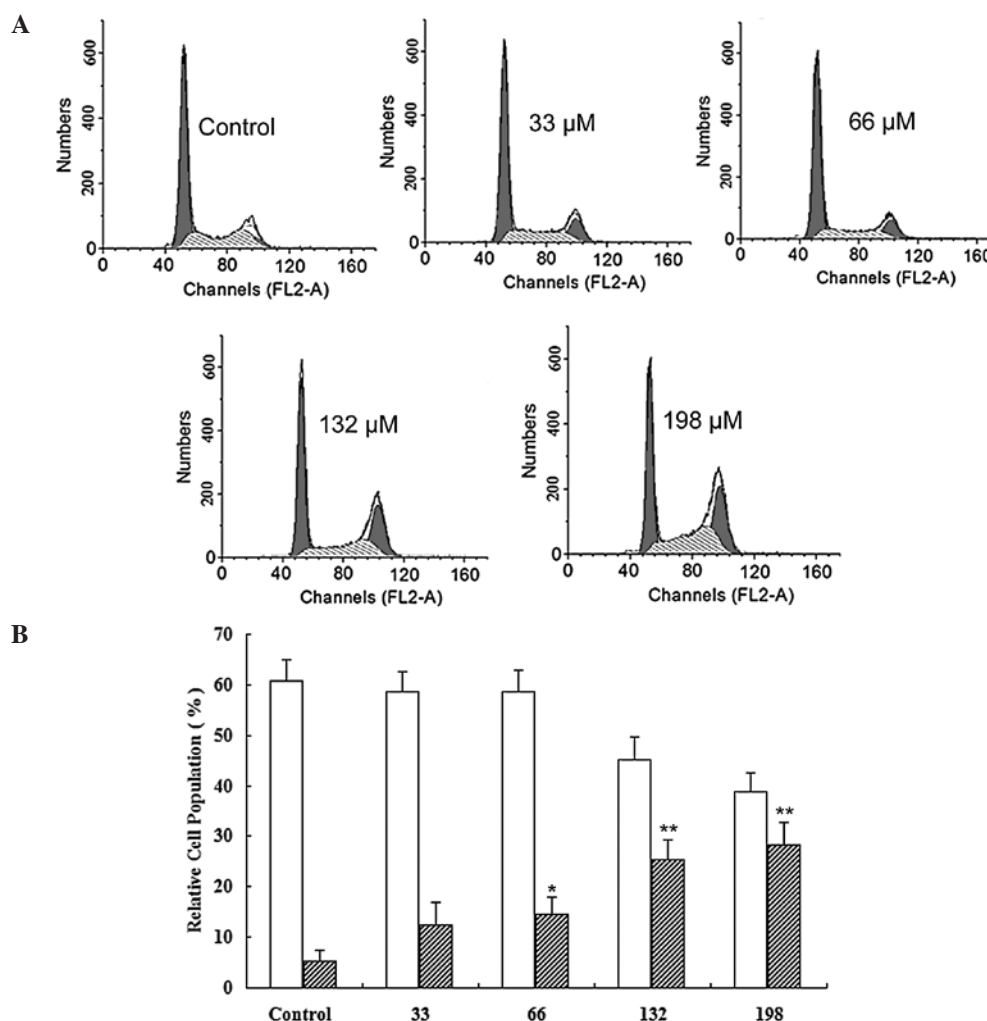 A
Numbers
600
400
200
0
Control
0 40 80 120 160
Channels (FL2-A)
Numbers
600
400
200
0
33 µM
0 40 80 120 160
Channels (FL2-A)
Numbers
600
400
200
0
66 µM
0 40 80 120 160
Channels (FL2-A)
Numbers
600
400
200
0
132 µM
0 40 80 120 160
Channels (FL2-A)
Numbers
600
400
200
0
198 µM
0 40 80 120 160
Channels (FL2-A)
B
Relative Cell Population ( % )
70
60
50
40
30
20
10
0
*
**
**
Control 33 66 132 198